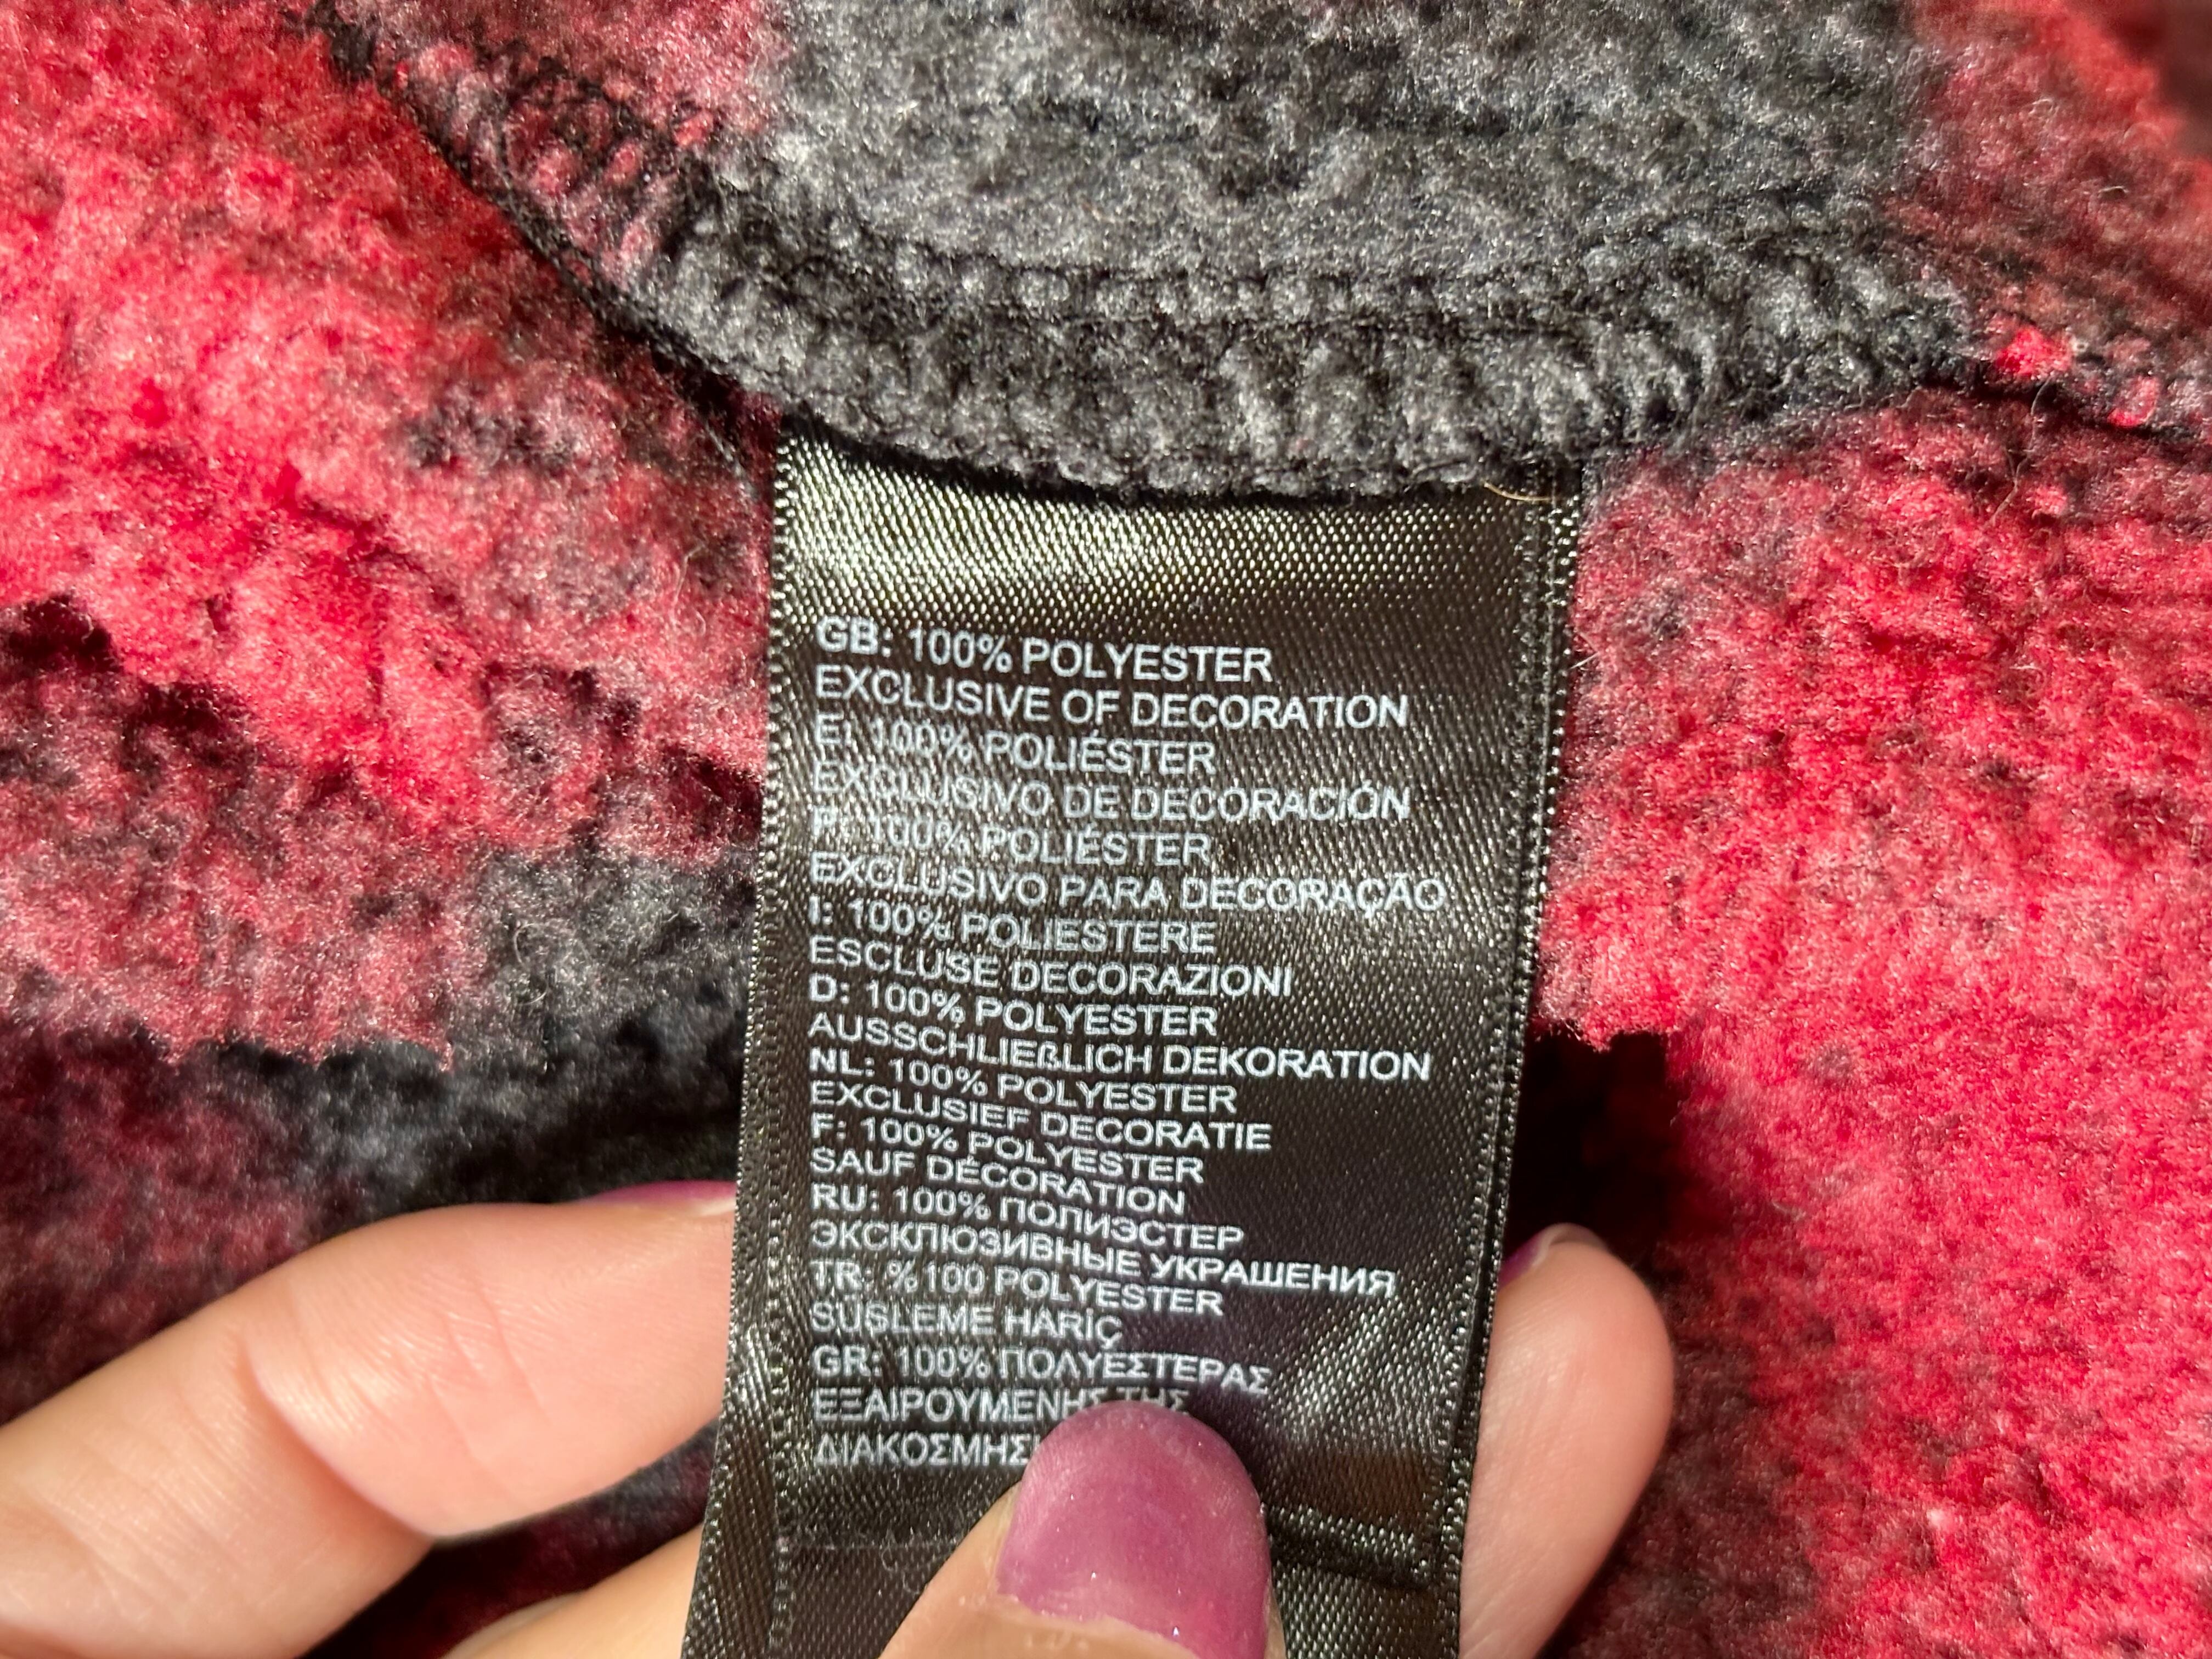 GB: 100% POLYESTER
EXCLUSIVE OF DECORATION
E: 100% POLIÉSTER
EXCLUSIVO DE DECORACIÓN
P: 100% POLIÉSTER
EXCLUSIVO PARA DECORAÇÃO
I: 100% POLIESTERE
ESCLUSE DECORAZIONI
D: 100% POLYESTER
AUSSCHLIEßLICH DEKORATION
NL: 100% POLYESTER
EXCLUSIEF DECORATIE
F: 100% POLYESTER
SAUF DÉCORATION
RU: 100% ПОЛИЭСТЕР
ЭКСКЛЮЗИВНЫЕ УКРАШЕНИЯ
TR: %100 POLYESTER
SÜSLEME HARİÇ
GR: 100% ΠΟΛΥΕΣΤΕΡΑΣ
ΕΞΑΙΡΟΥΜΕΝΗΣ ΤΗΣ